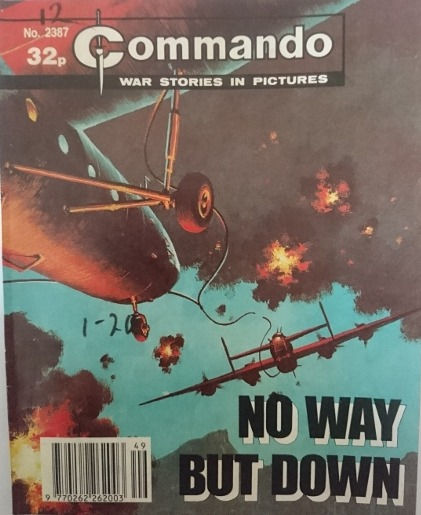 12
No. 2387
32p
Commando
WAR STORIES IN PICTURES
1-20
NO WAY
BUT DOWN
49
9 770262 262003